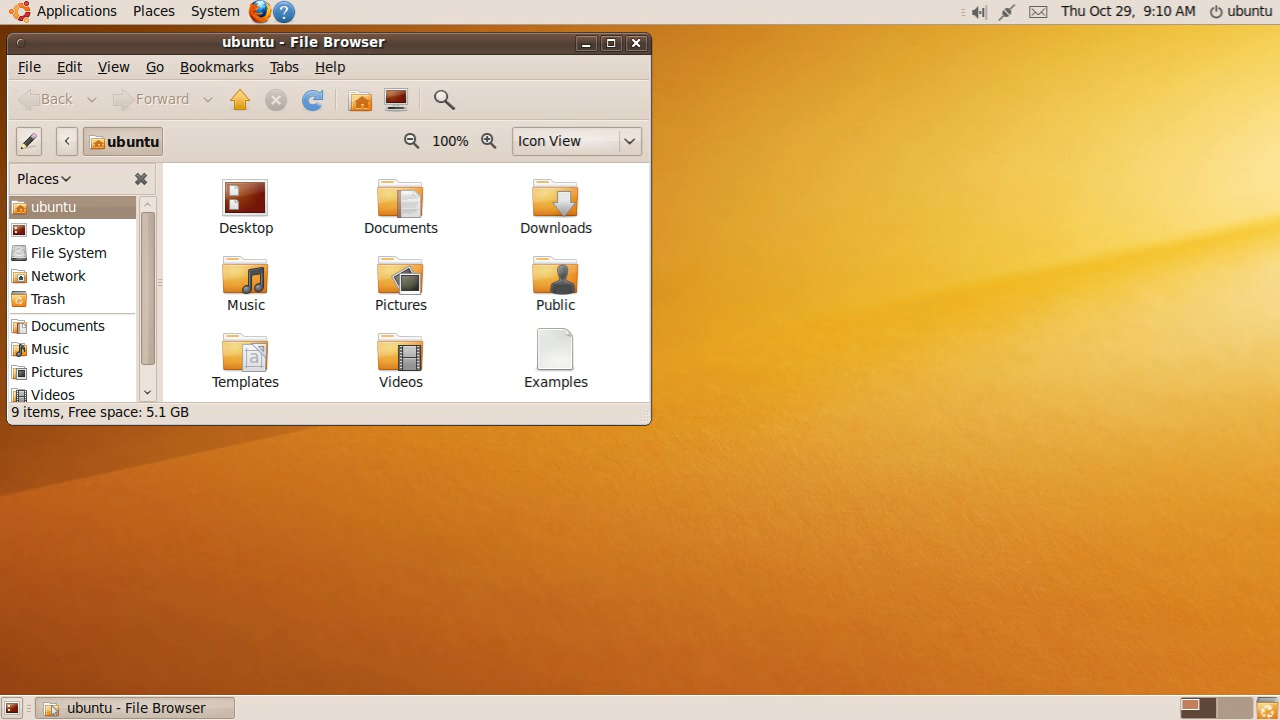 Applications Places System ? Thu Oct 29, 9:10 AM ubuntu
ubuntu - File Browser
File Edit View Go Bookmarks Tabs Help
Back Forward
ubuntu 100% Icon View
Places
ubuntu
Desktop
File System
Network
Trash
Documents
Music
Pictures
Videos
Desktop Documents Downloads
Music Pictures Public
a
Templates Videos Examples
9 items, Free space: 5.1 GB
ubuntu - File Browser